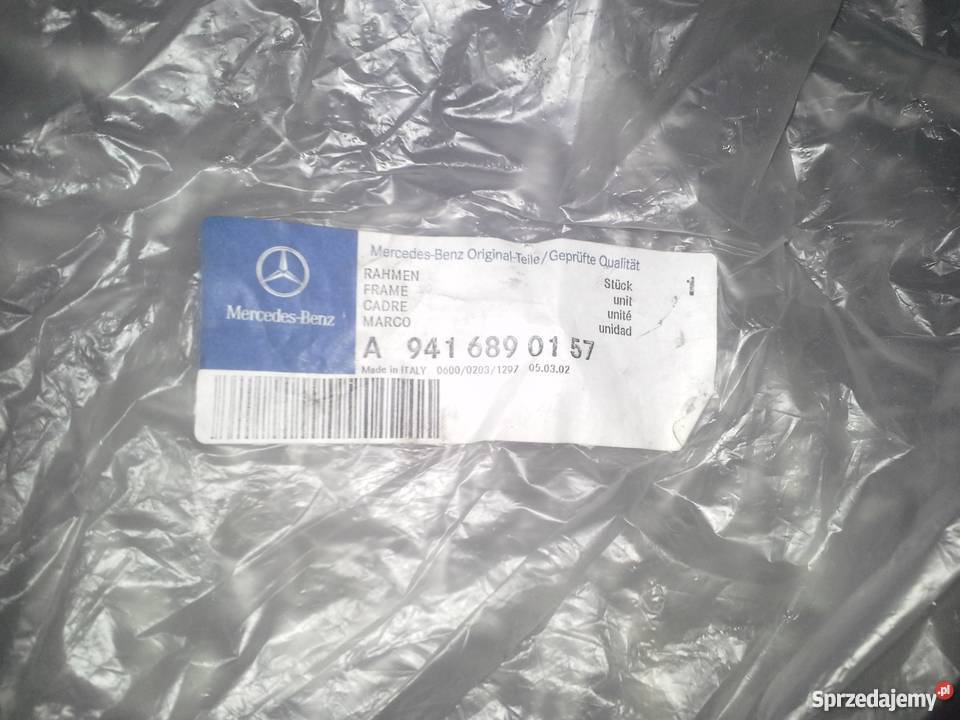 Mercedes-Benz
Mercedes-Benz Original-Teile/Geprüfte Qualität
RAHMEN
FRAME
CADRE
MARCO
Stück
unit
unité
unidad
1
A 941 689 01 57
Made in ITALY 0600/0203/1297 05.03.02
Sprzedajemy.pl